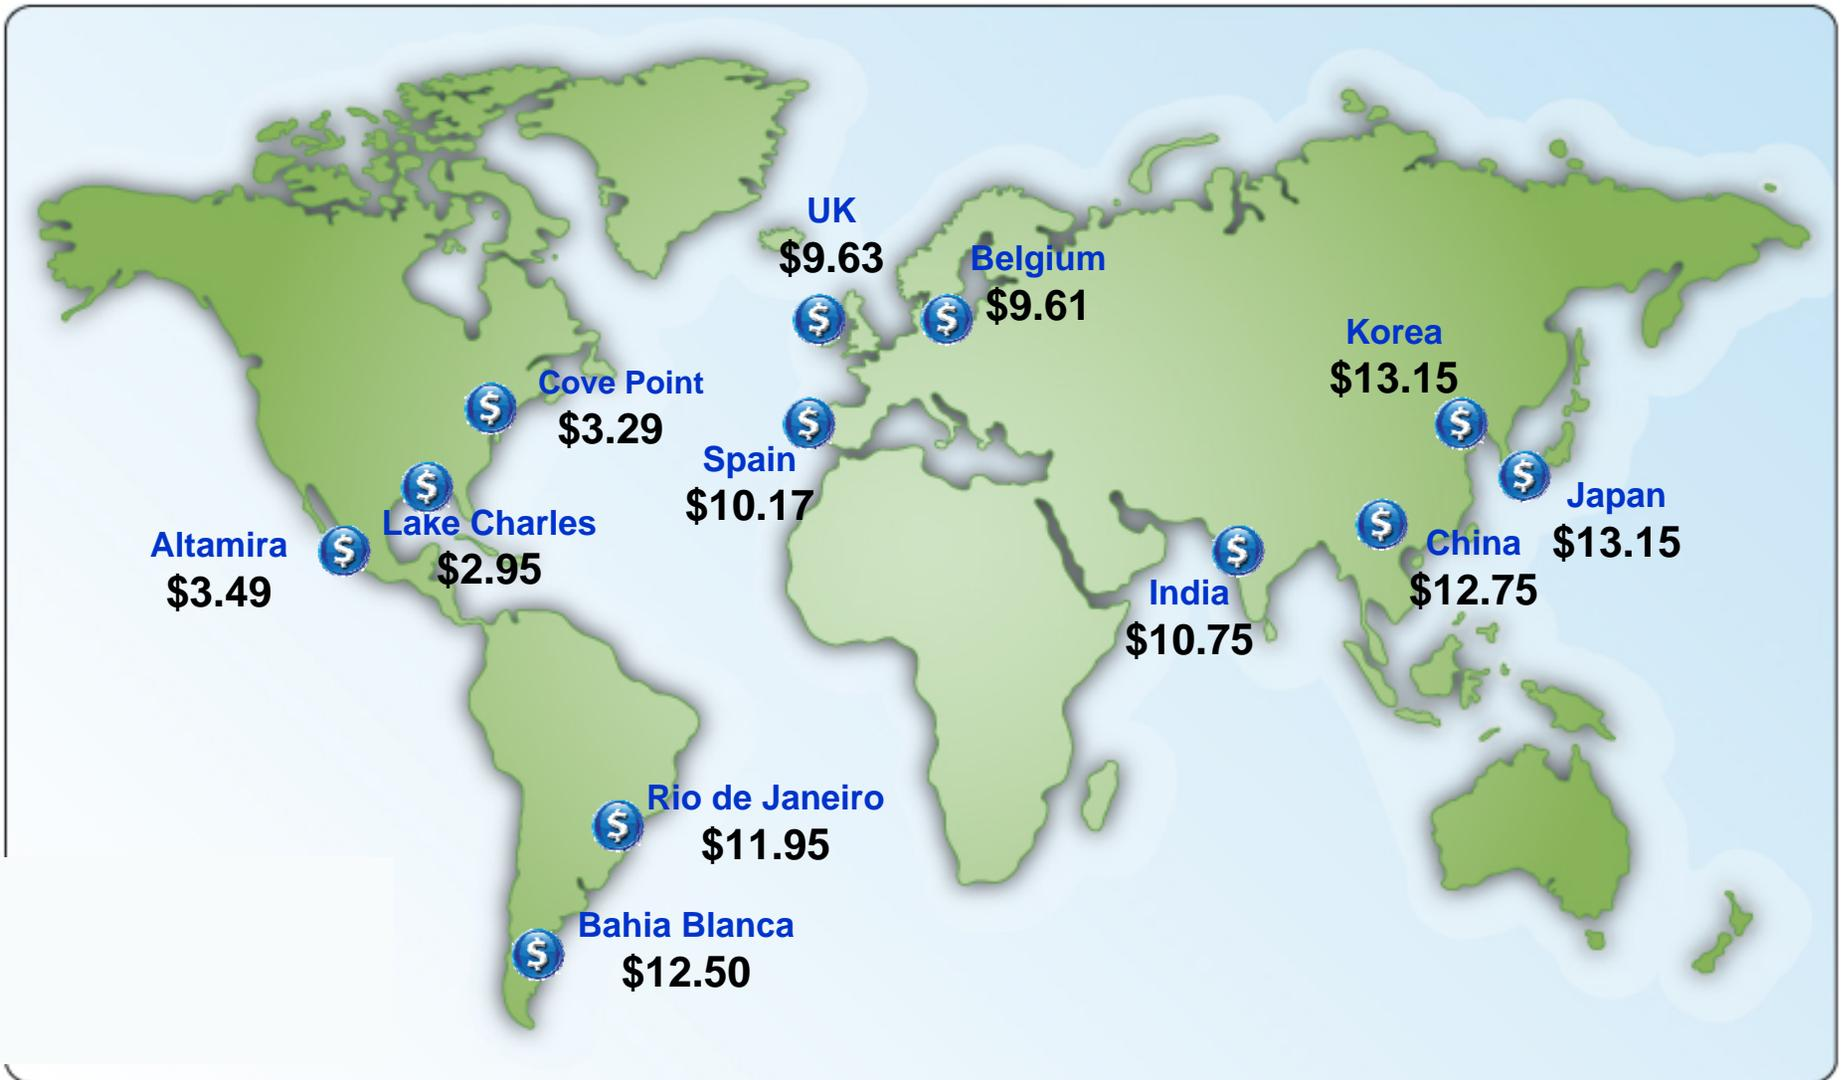 UK
$9.63
Belgium
$9.61
Korea
$13.15
Cove Point
$3.29
Spain
$10.17
Japan
$13.15
Lake Charles
$2.95
Altamira
$3.49
China
$12.75
India
$10.75
Rio de Janeiro
$11.95
Bahia Blanca
$12.50